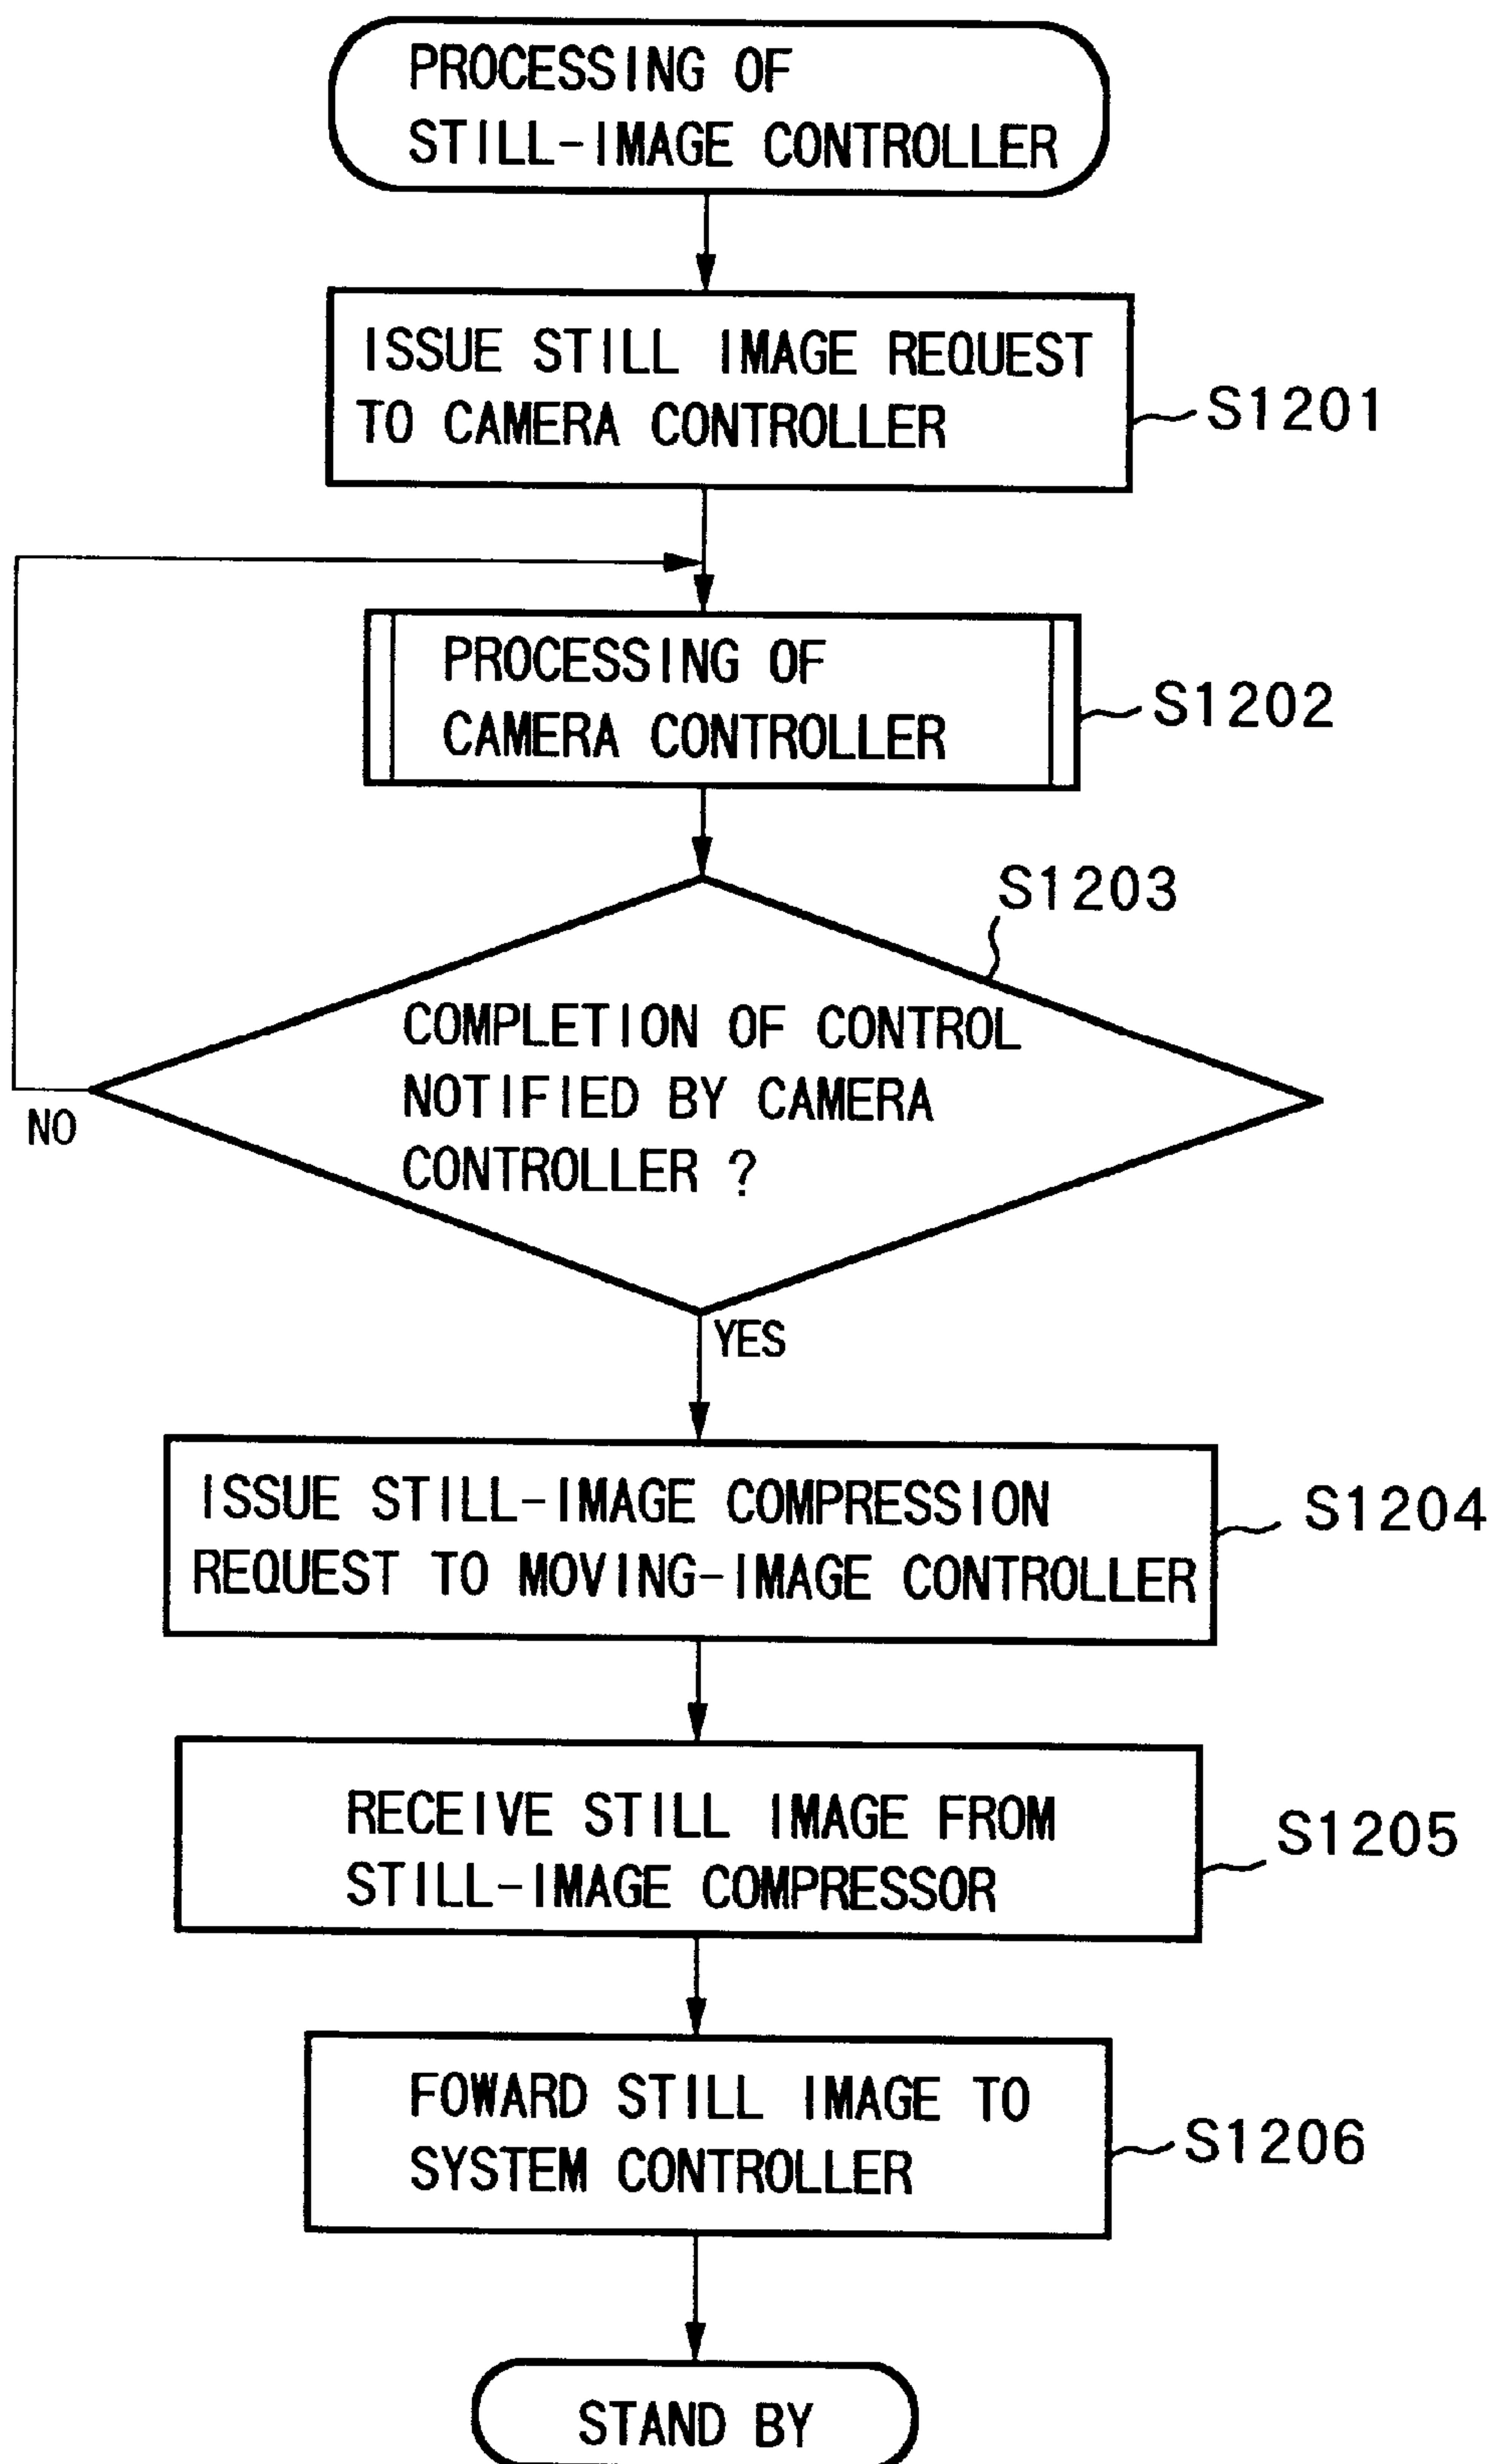 PROCESSING OF
STILL-IMAGE CONTROLLER
ISSUE STILL IMAGE REQUEST
TO CAMERA CONTROLLER
S1201
PROCESSING OF
CAMERA CONTROLLER
S1202
S1203
COMPLETION OF CONTROL
NOTIFIED BY CAMERA
CONTROLLER ?
NO
YES
ISSUE STILL-IMAGE COMPRESSION
REQUEST TO MOVING-IMAGE CONTROLLER
S1204
RECEIVE STILL IMAGE FROM
STILL-IMAGE COMPRESSOR
S1205
FOWARD STILL IMAGE TO
SYSTEM CONTROLLER
S1206
STAND BY